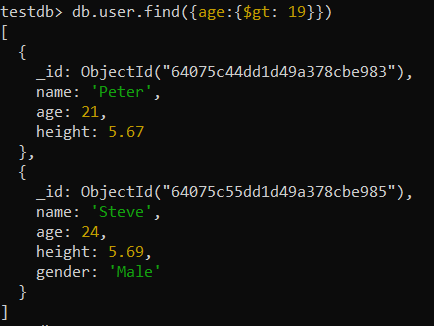 testdb> db.user.find({age:{$gt: 19}})
[
  {
    _id: ObjectId("64075c44dd1d49a378cbe983"),
    name: 'Peter',
    age: 21,
    height: 5.67
  },
  {
    _id: ObjectId("64075c55dd1d49a378cbe985"),
    name: 'Steve',
    age: 24,
    height: 5.69,
    gender: 'Male'
  }
]